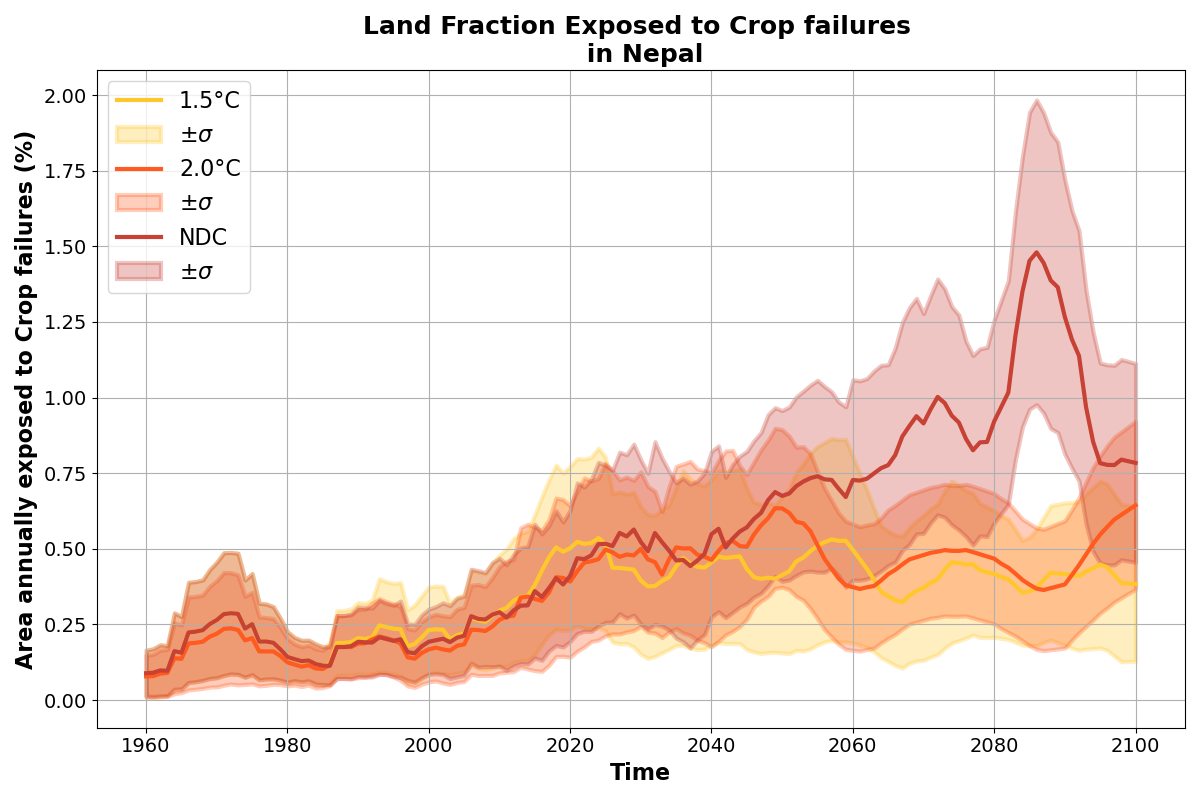 Land Fraction Exposed to Crop failures
in Nepal
Area annually exposed to Crop failures (%)
2.00
1.75
1.50
1.25
1.00
0.75
0.50
0.25
0.00
1.5°C
±σ
2.0°C
±σ
NDC
±σ
1960 1980 2000 2020 2040 2060 2080 2100
Time